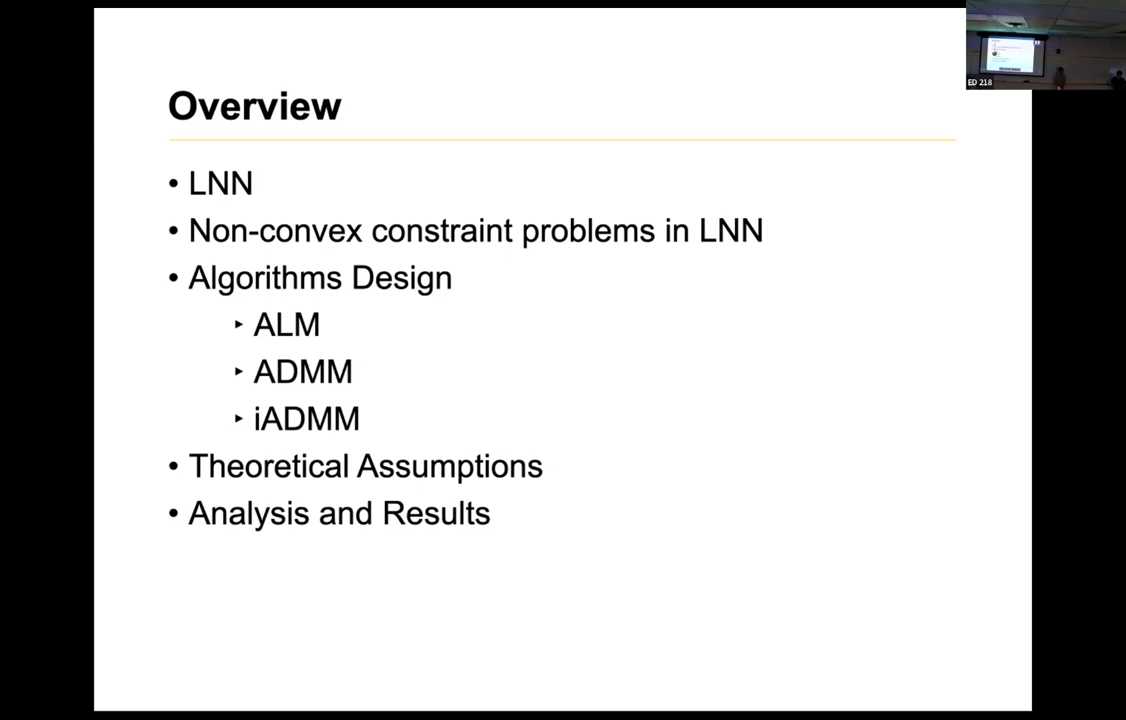 Overview
• LNN
• Non-convex constraint problems in LNN
• Algorithms Design
‣ ALM
‣ ADMM
‣ iADMM
• Theoretical Assumptions
• Analysis and Results
ED 218